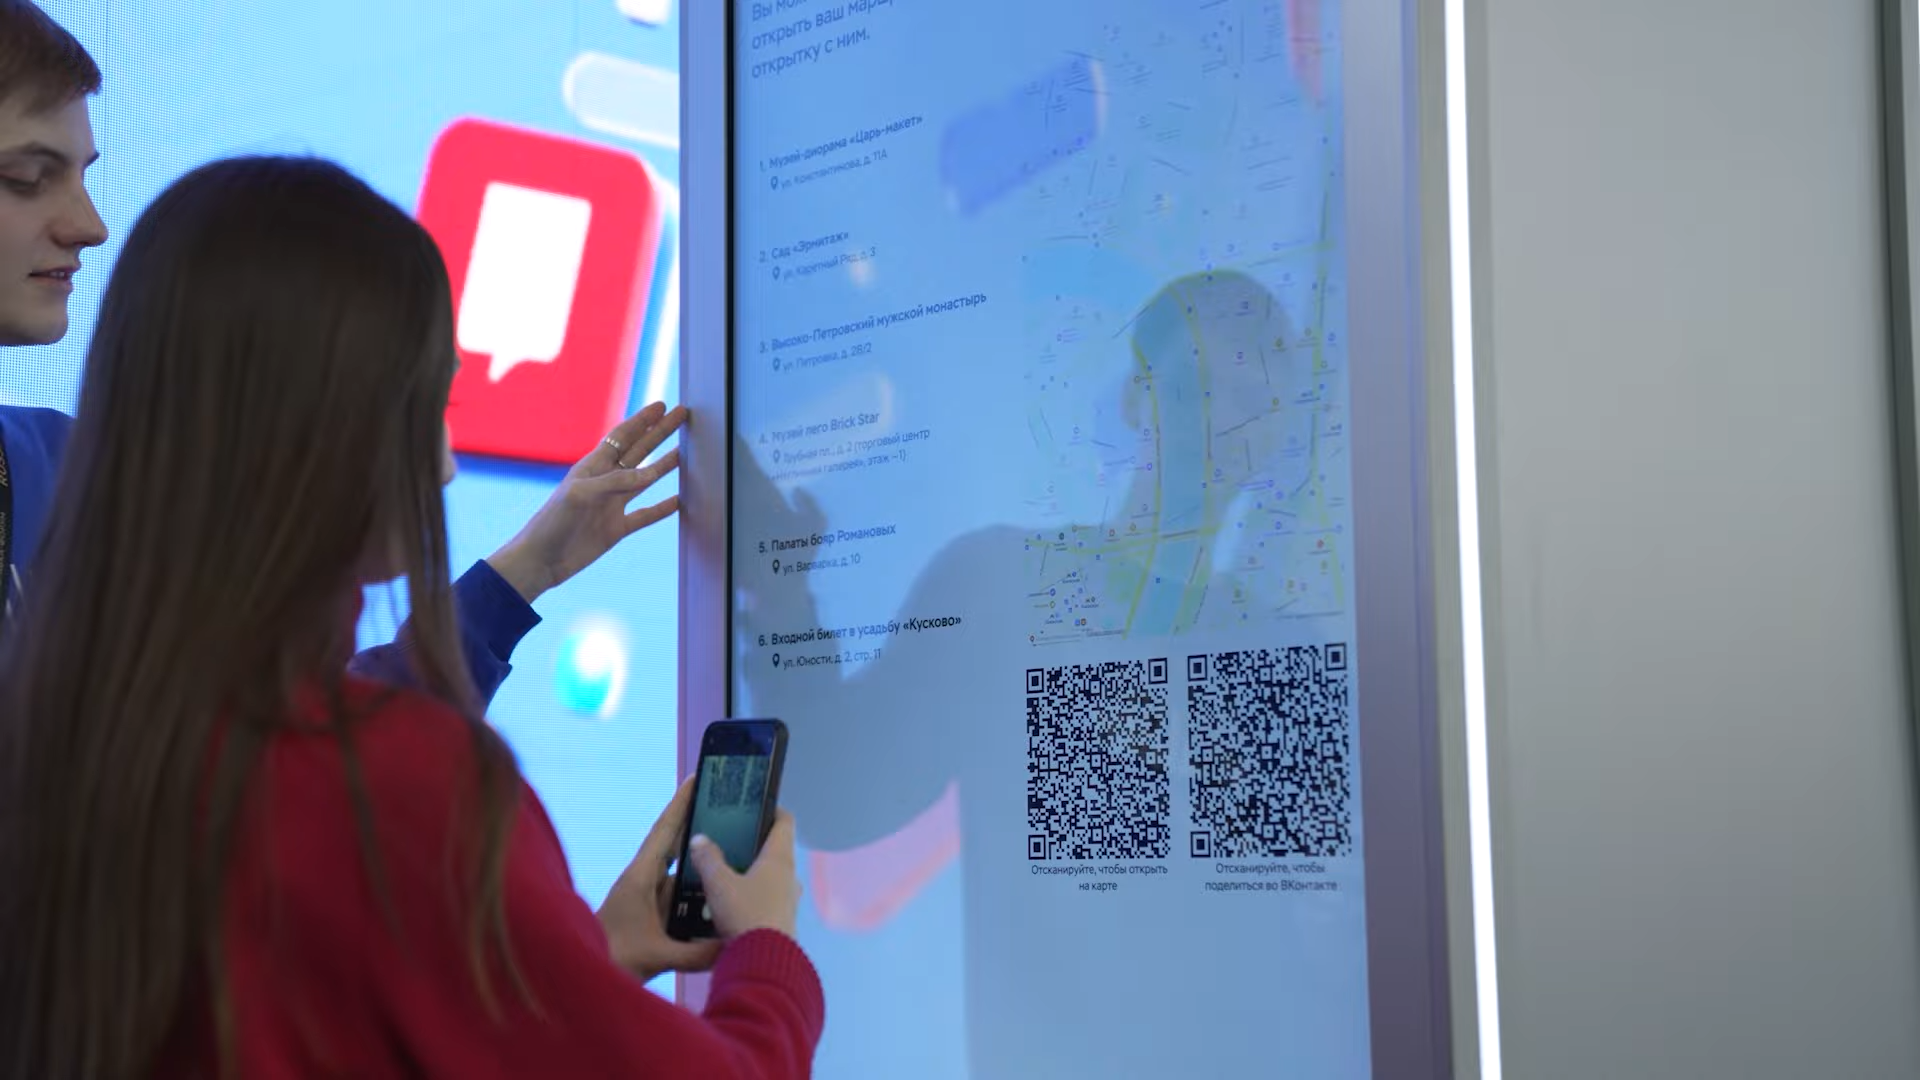 Вы мож
открыть ваш марш
открытку с ним.
1. Музей-диорама «Царь-макет»
ул. Константинова, д. 11А
2. Сад «Эрмитаж»
ул. Каретный Ряд, д. 3
3. Высоко-Петровский мужской монастырь
ул. Петровка, д. 28/2
4. Музей лего Brick Star
Трубная пл., д. 2 (торговый центр
галерея», этаж –1)
5. Палаты бояр Романовых
ул. Варварка, д. 10
6. Входной билет в усадьбу «Кусково»
ул. Юности, д. 2, стр. 11
Отсканируйте, чтобы открыть
на карте
Отсканируйте, чтобы
поделиться во ВКонтакте